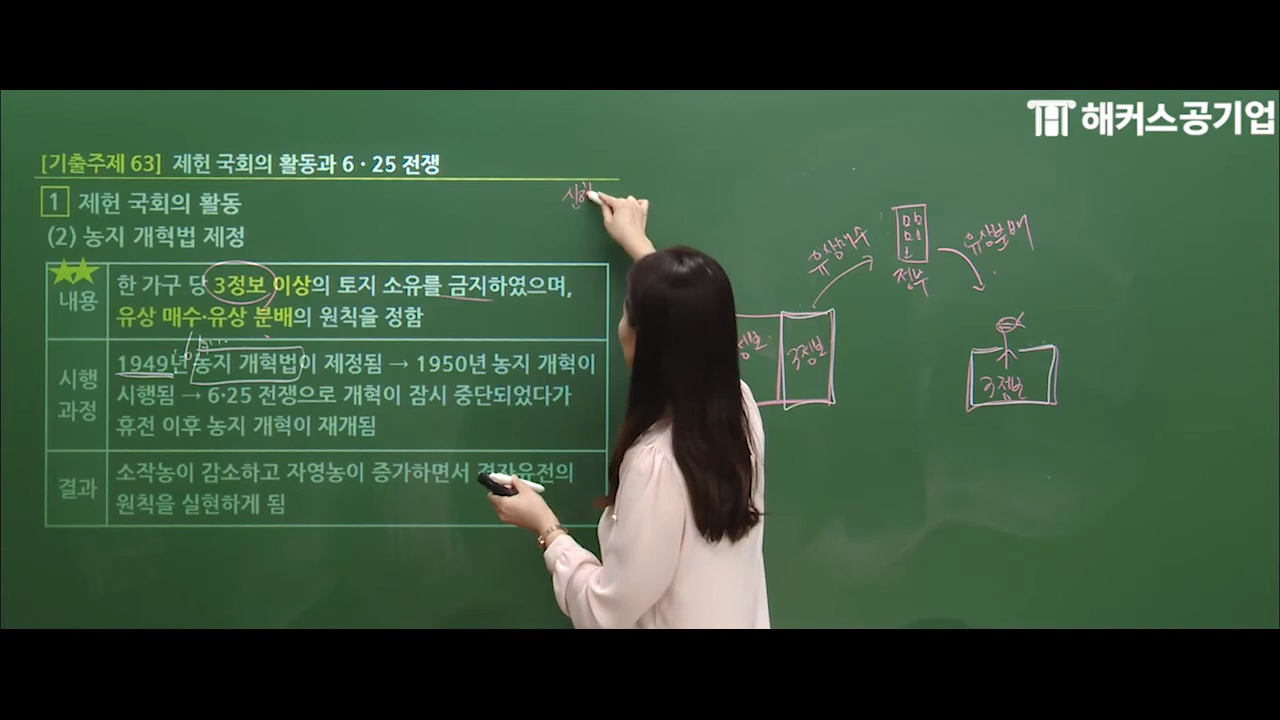 해커스공기업
[기출주제 63] 제헌 국회의 활동과 6·25 전쟁
1 제헌 국회의 활동
(2) 농지 개혁법 제정
내용
한 가구 당 3정보 이상의 토지 소유를 금지하였으며,
유상 매수·유상 분배의 원칙을 정함
시행
과정
1949년 농지 개혁법이 제정됨 → 1950년 농지 개혁이
시행됨 → 6·25 전쟁으로 개혁이 잠시 중단되었다가
휴전 이후 농지 개혁이 재개됨
결과
소작농이 감소하고 자영농이 증가하면서 경자유전의
원칙을 실현하게 됨
유상매수
정부
유상분배
3정보
3정보